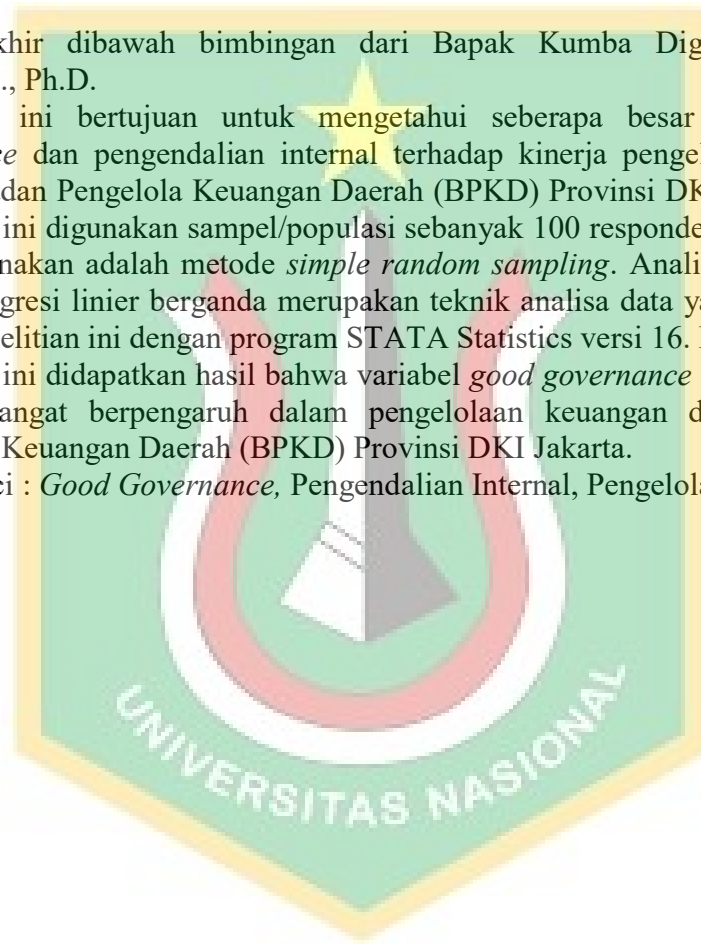 khir dibawah bimbingan dari Bapak Kumba Dig
., Ph.D.
ini bertujuan untuk mengetahui seberapa besar
ce dan pengendalian internal terhadap kinerja pengel
adan Pengelola Keuangan Daerah (BPKD) Provinsi DK
ini digunakan sampel/populasi sebanyak 100 responde
nakan adalah metode simple random sampling. Anali
gresi linier berganda merupakan teknik analisa data ya
elitian ini dengan program STATA Statistics versi 16.
ini didapatkan hasil bahwa variabel good governance
angat berpengaruh dalam pengelolaan keuangan d
Keuangan Daerah (BPKD) Provinsi DKI Jakarta.
ci : Good Governance, Pengendalian Internal, Pengelola
UNIVERSITAS NASIONAL